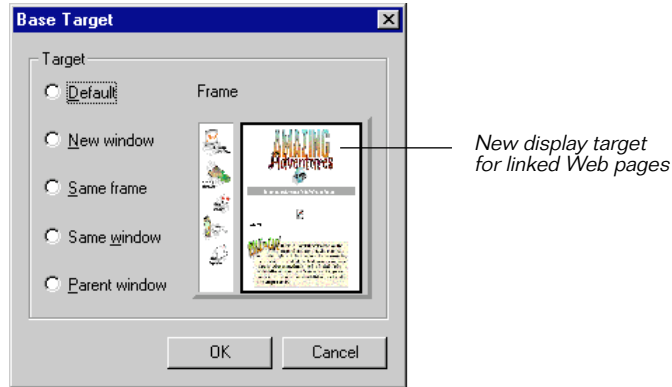 Base Target
Target
Default
Frame
New window
Same frame
Same window
Parent window
AMAZING
Adventures
New display target
for linked Web pages
OK
Cancel